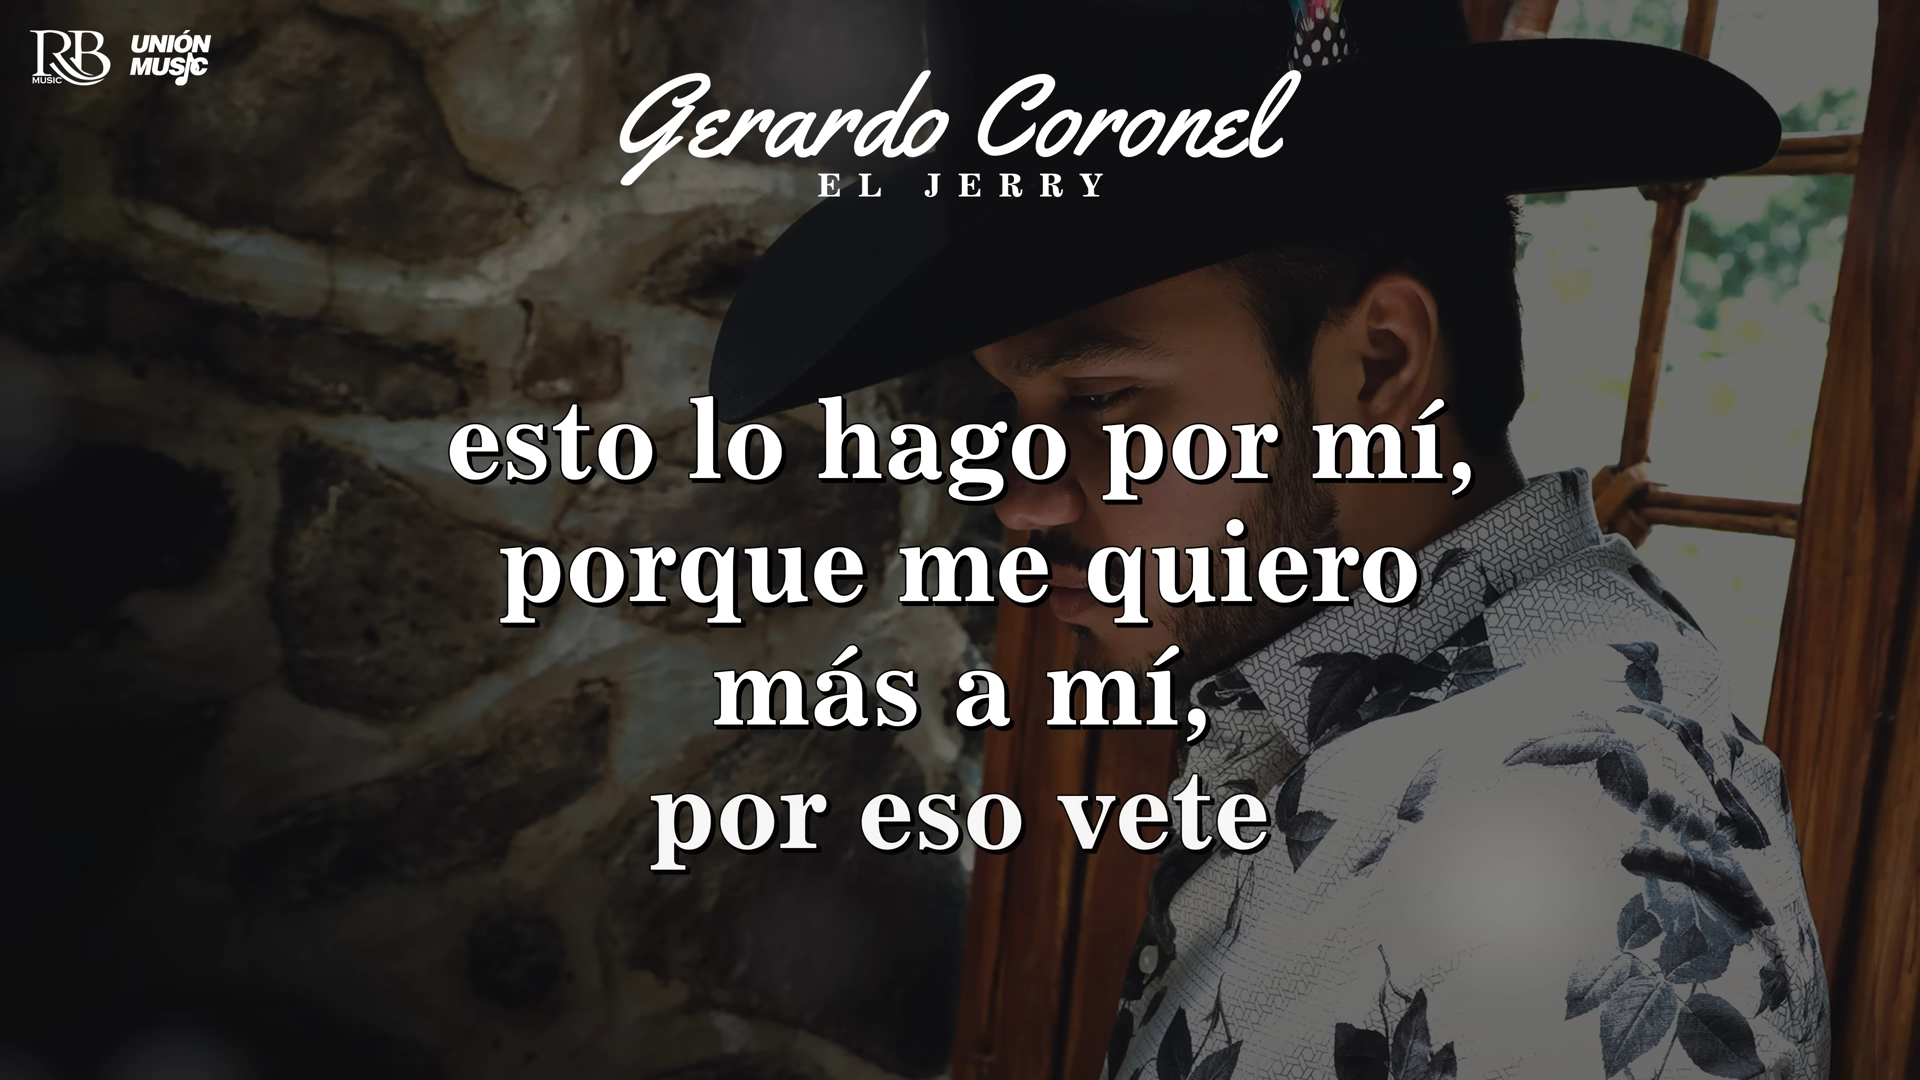 RB
MUSIC
UNIÓN
MUSIC
Gerardo Coronel
EL JERRY
esto lo hago por mí,
porque me quiero
más a mí,
por eso vete